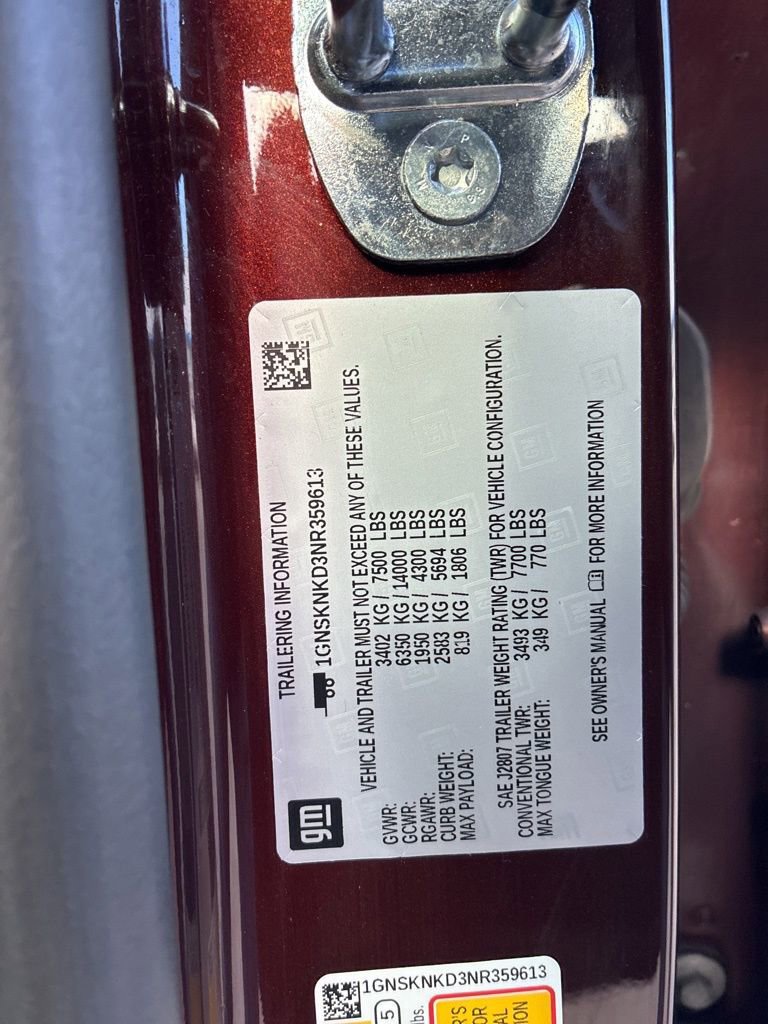 TRAILERING INFORMATION
1GNSKNKD3NR359613
gm
VEHICLE AND TRAILER MUST NOT EXCEED ANY OF THESE VALUES.
GVWR: 3402 KG / 7500 LBS
GCWR: 6350 KG / 14000 LBS
RGAWR: 1950 KG / 4300 LBS
CURB WEIGHT: 2583 KG / 5694 LBS
MAX PAYLOAD: 819 KG / 1806 LBS
SAE J2807 TRAILER WEIGHT RATING (TWR) FOR VEHICLE CONFIGURATION.
CONVENTIONAL TWR: 3493 KG / 7700 LBS
MAX TONGUE WEIGHT: 349 KG / 770 LBS
SEE OWNER'S MANUAL FOR MORE INFORMATION
1GNSKNKD3NR359613
5
lbs.